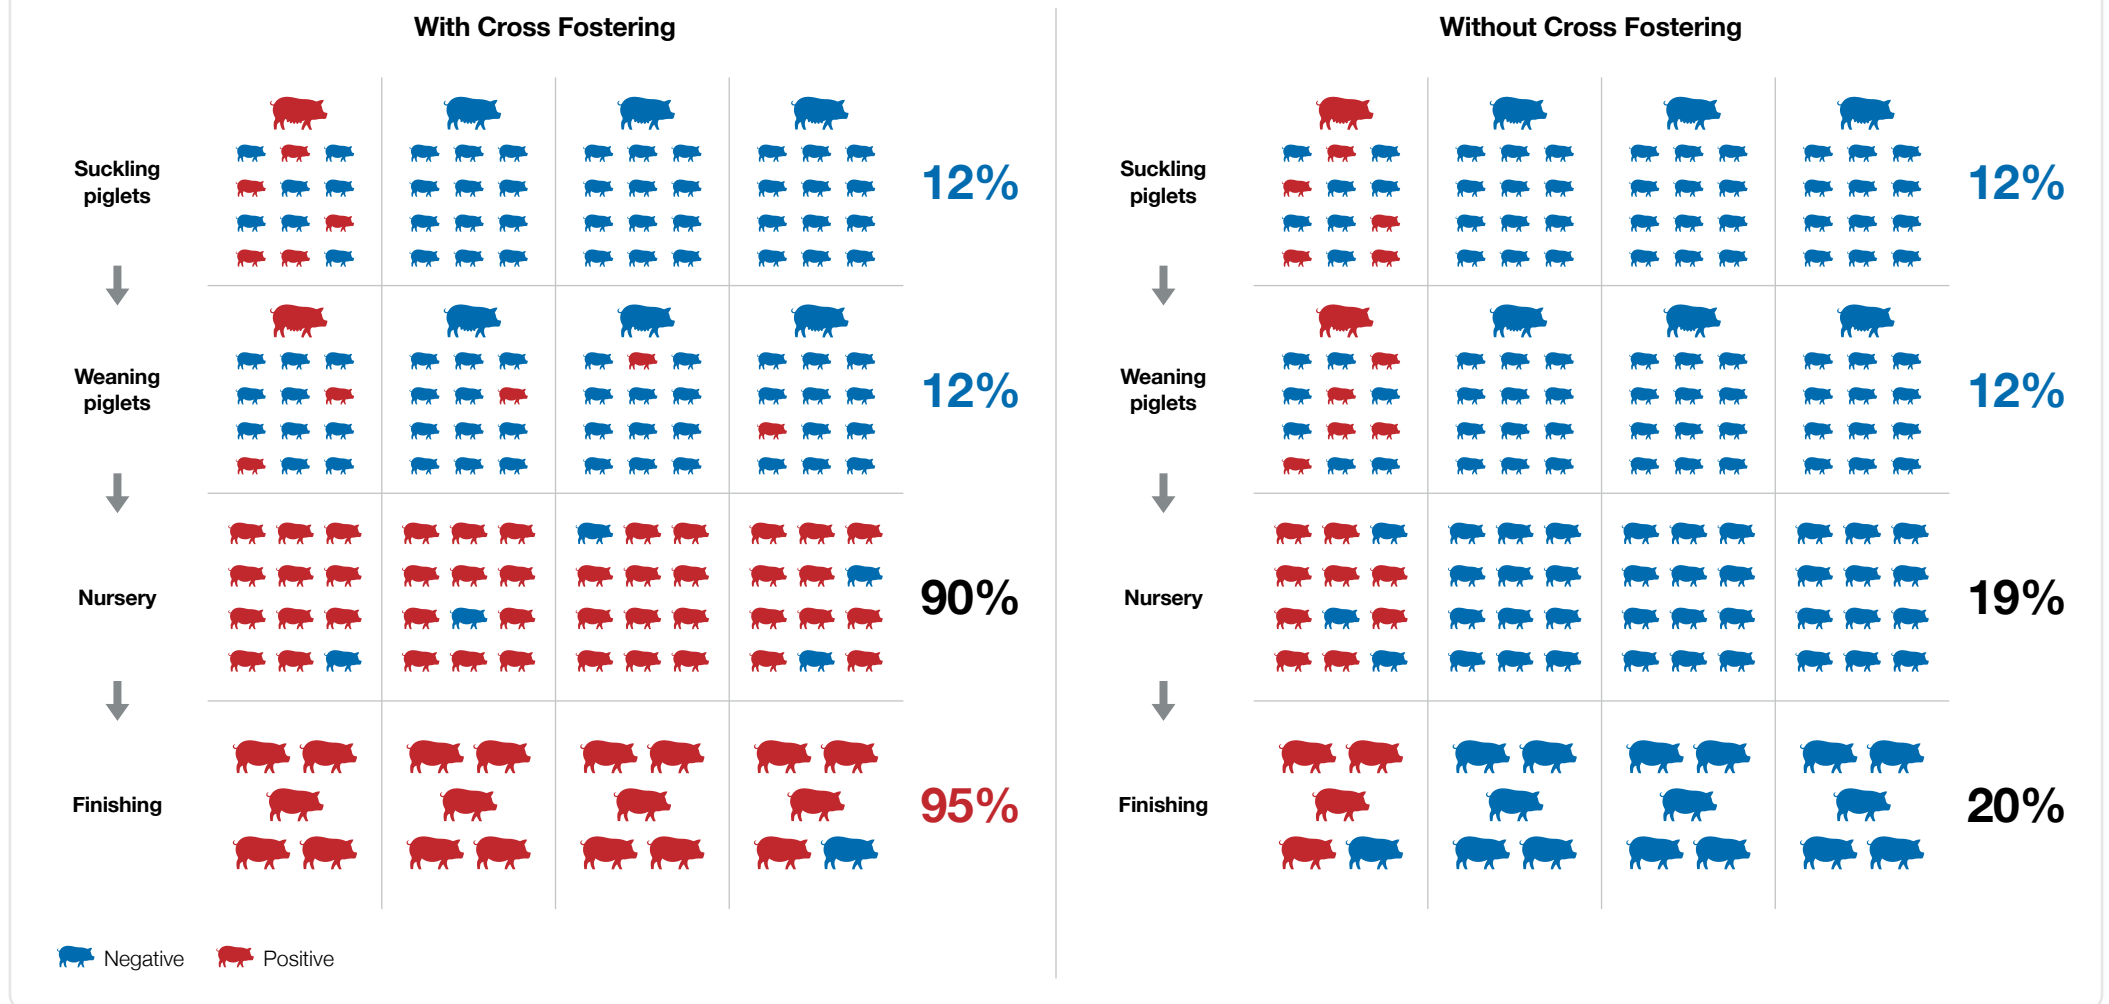 With Cross Fostering
Suckling
piglets
12%
Weaning
piglets
12%
Nursery
90%
Finishing
95%
Negative
Positive
Without Cross Fostering
Suckling
piglets
12%
Weaning
piglets
12%
Nursery
19%
Finishing
20%